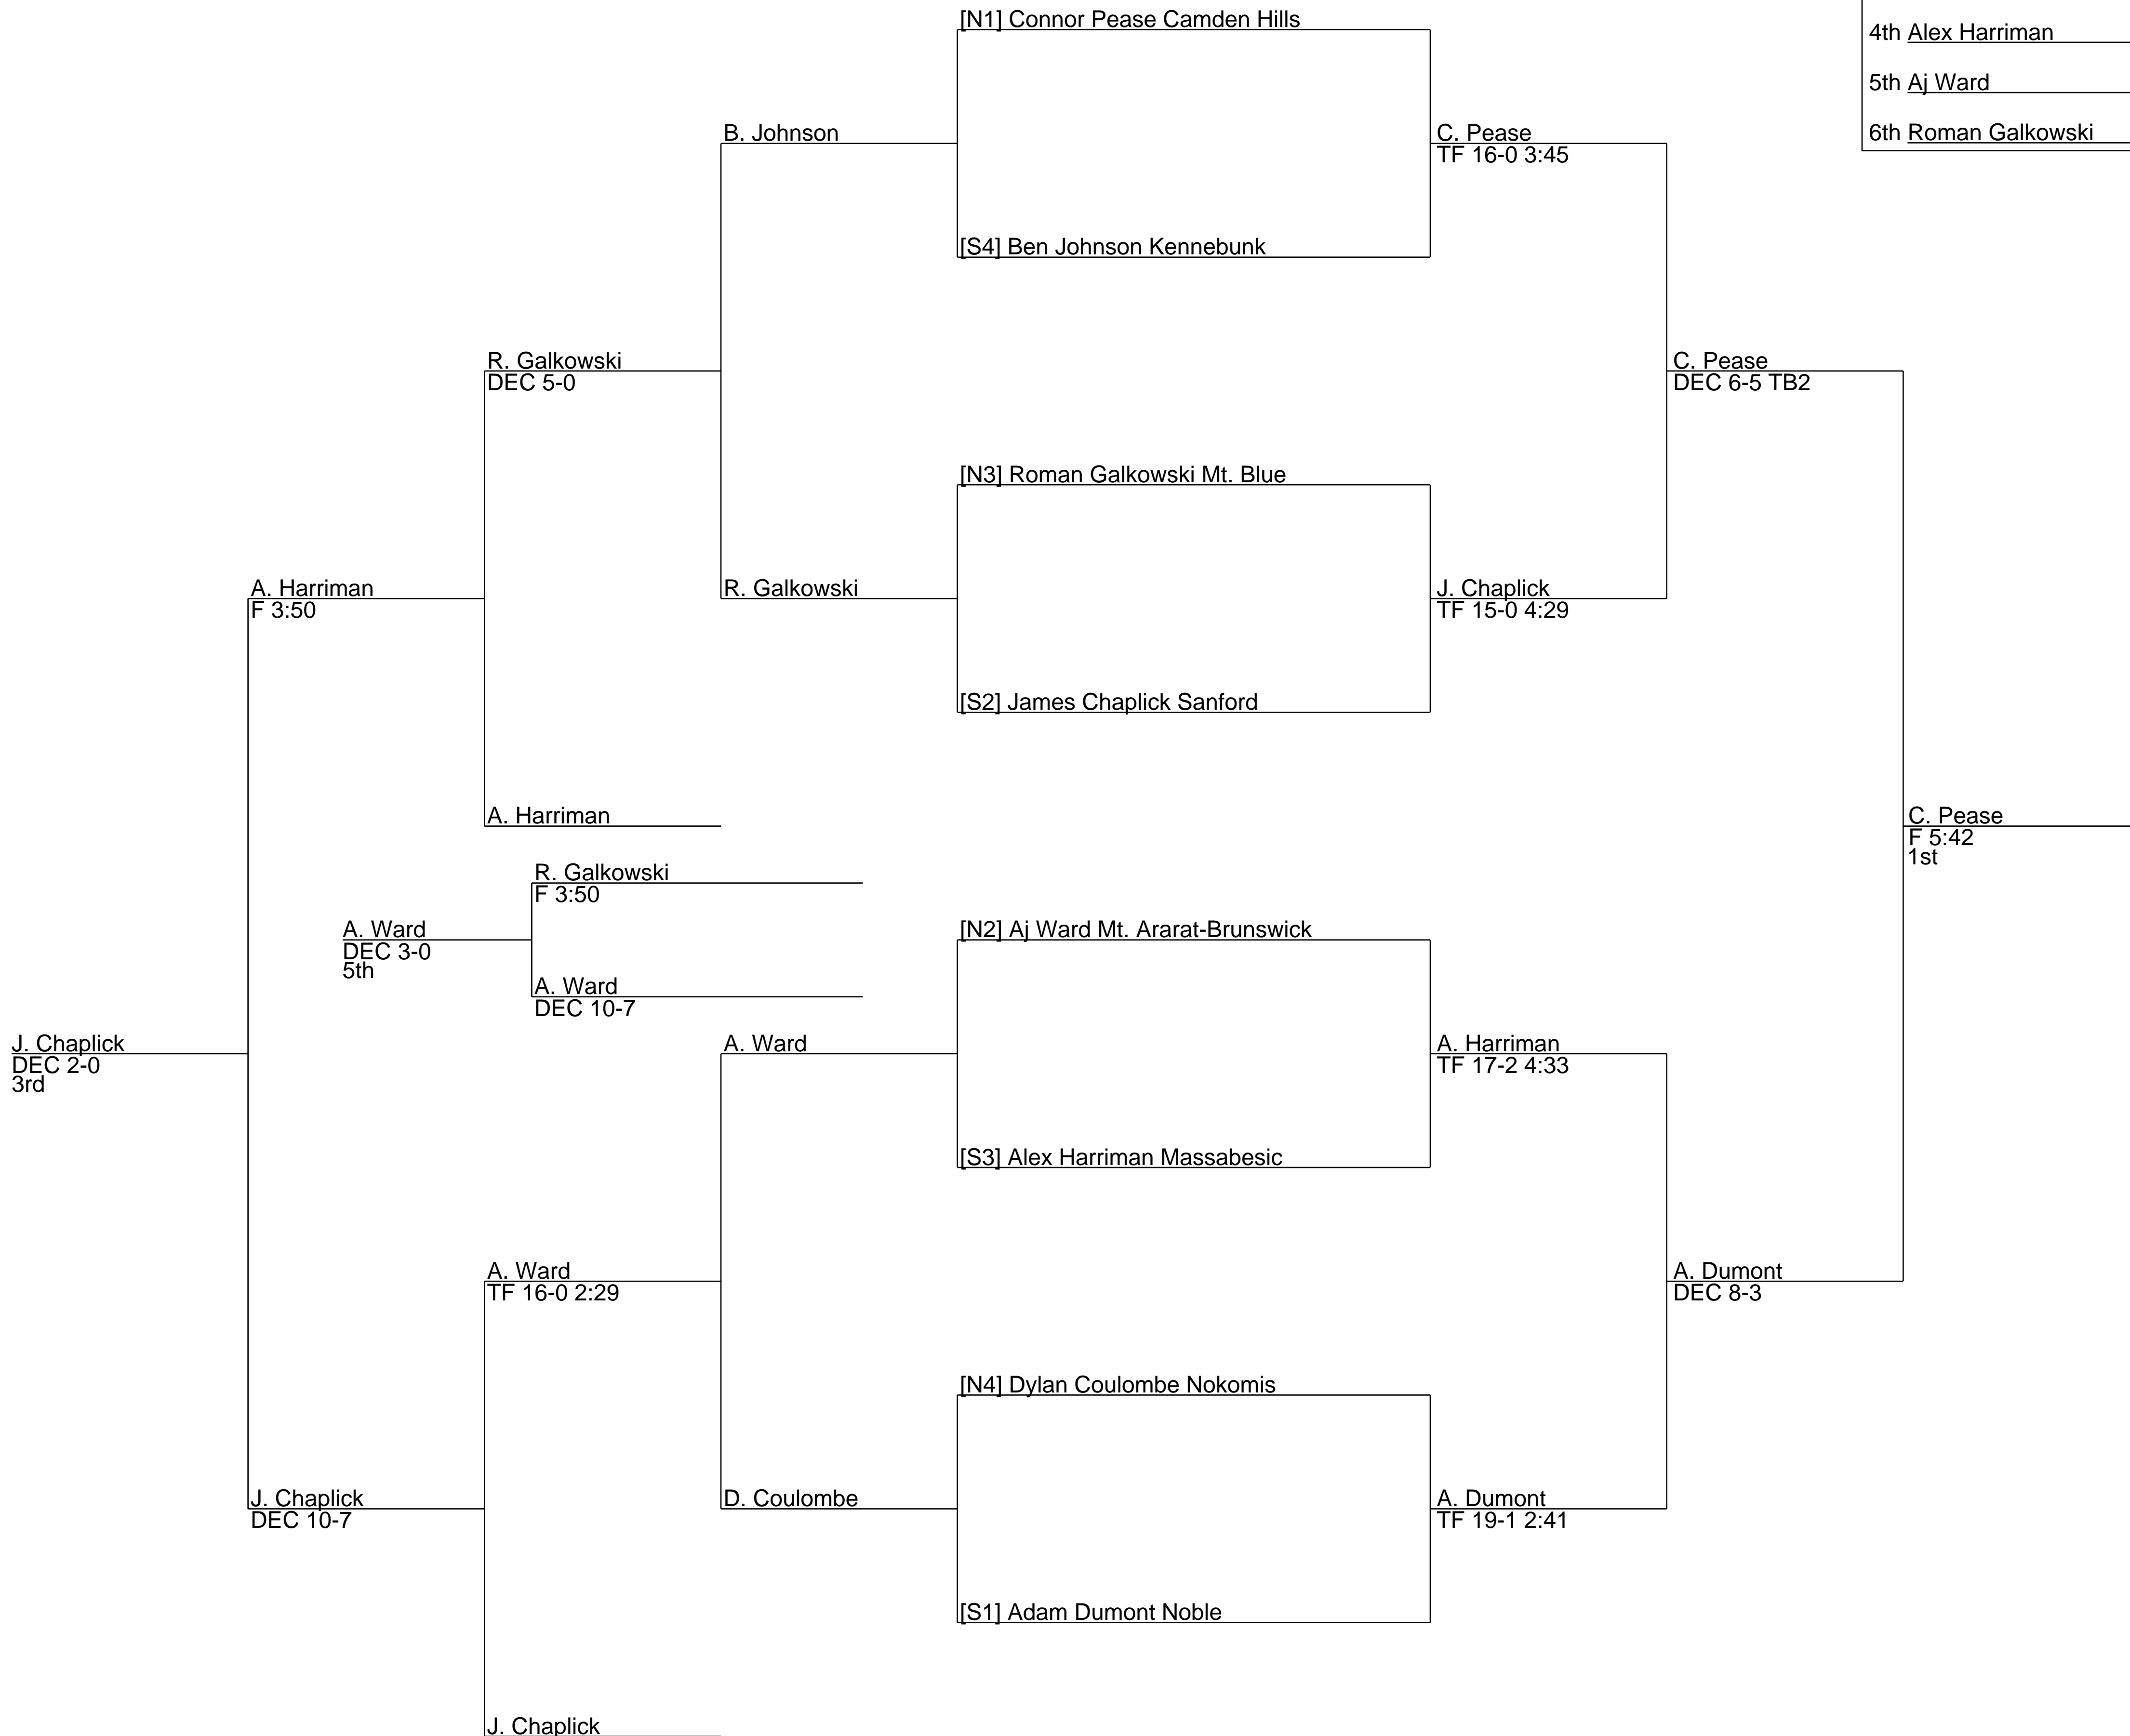 [N1] Connor Pease Camden Hills
4th Alex Harriman
5th Aj Ward
6th Roman Galkowski
B. Johnson
C. Pease
TF 16-0 3:45
[S4] Ben Johnson Kennebunk
R. Galkowski
DEC 5-0
C. Pease
DEC 6-5 TB2
[N3] Roman Galkowski Mt. Blue
A. Harriman
F 3:50
R. Galkowski
J. Chaplick
TF 15-0 4:29
[S2] James Chaplick Sanford
A. Harriman
C. Pease
F 5:42
1st
R. Galkowski
F 3:50
A. Ward
DEC 3-0
5th
[N2] Aj Ward Mt. Ararat-Brunswick
A. Ward
DEC 10-7
J. Chaplick
DEC 2-0
3rd
A. Ward
A. Harriman
TF 17-2 4:33
[S3] Alex Harriman Massabesic
A. Ward
TF 16-0 2:29
A. Dumont
DEC 8-3
[N4] Dylan Coulombe Nokomis
J. Chaplick
DEC 10-7
D. Coulombe
A. Dumont
TF 19-1 2:41
[S1] Adam Dumont Noble
J. Chaplick